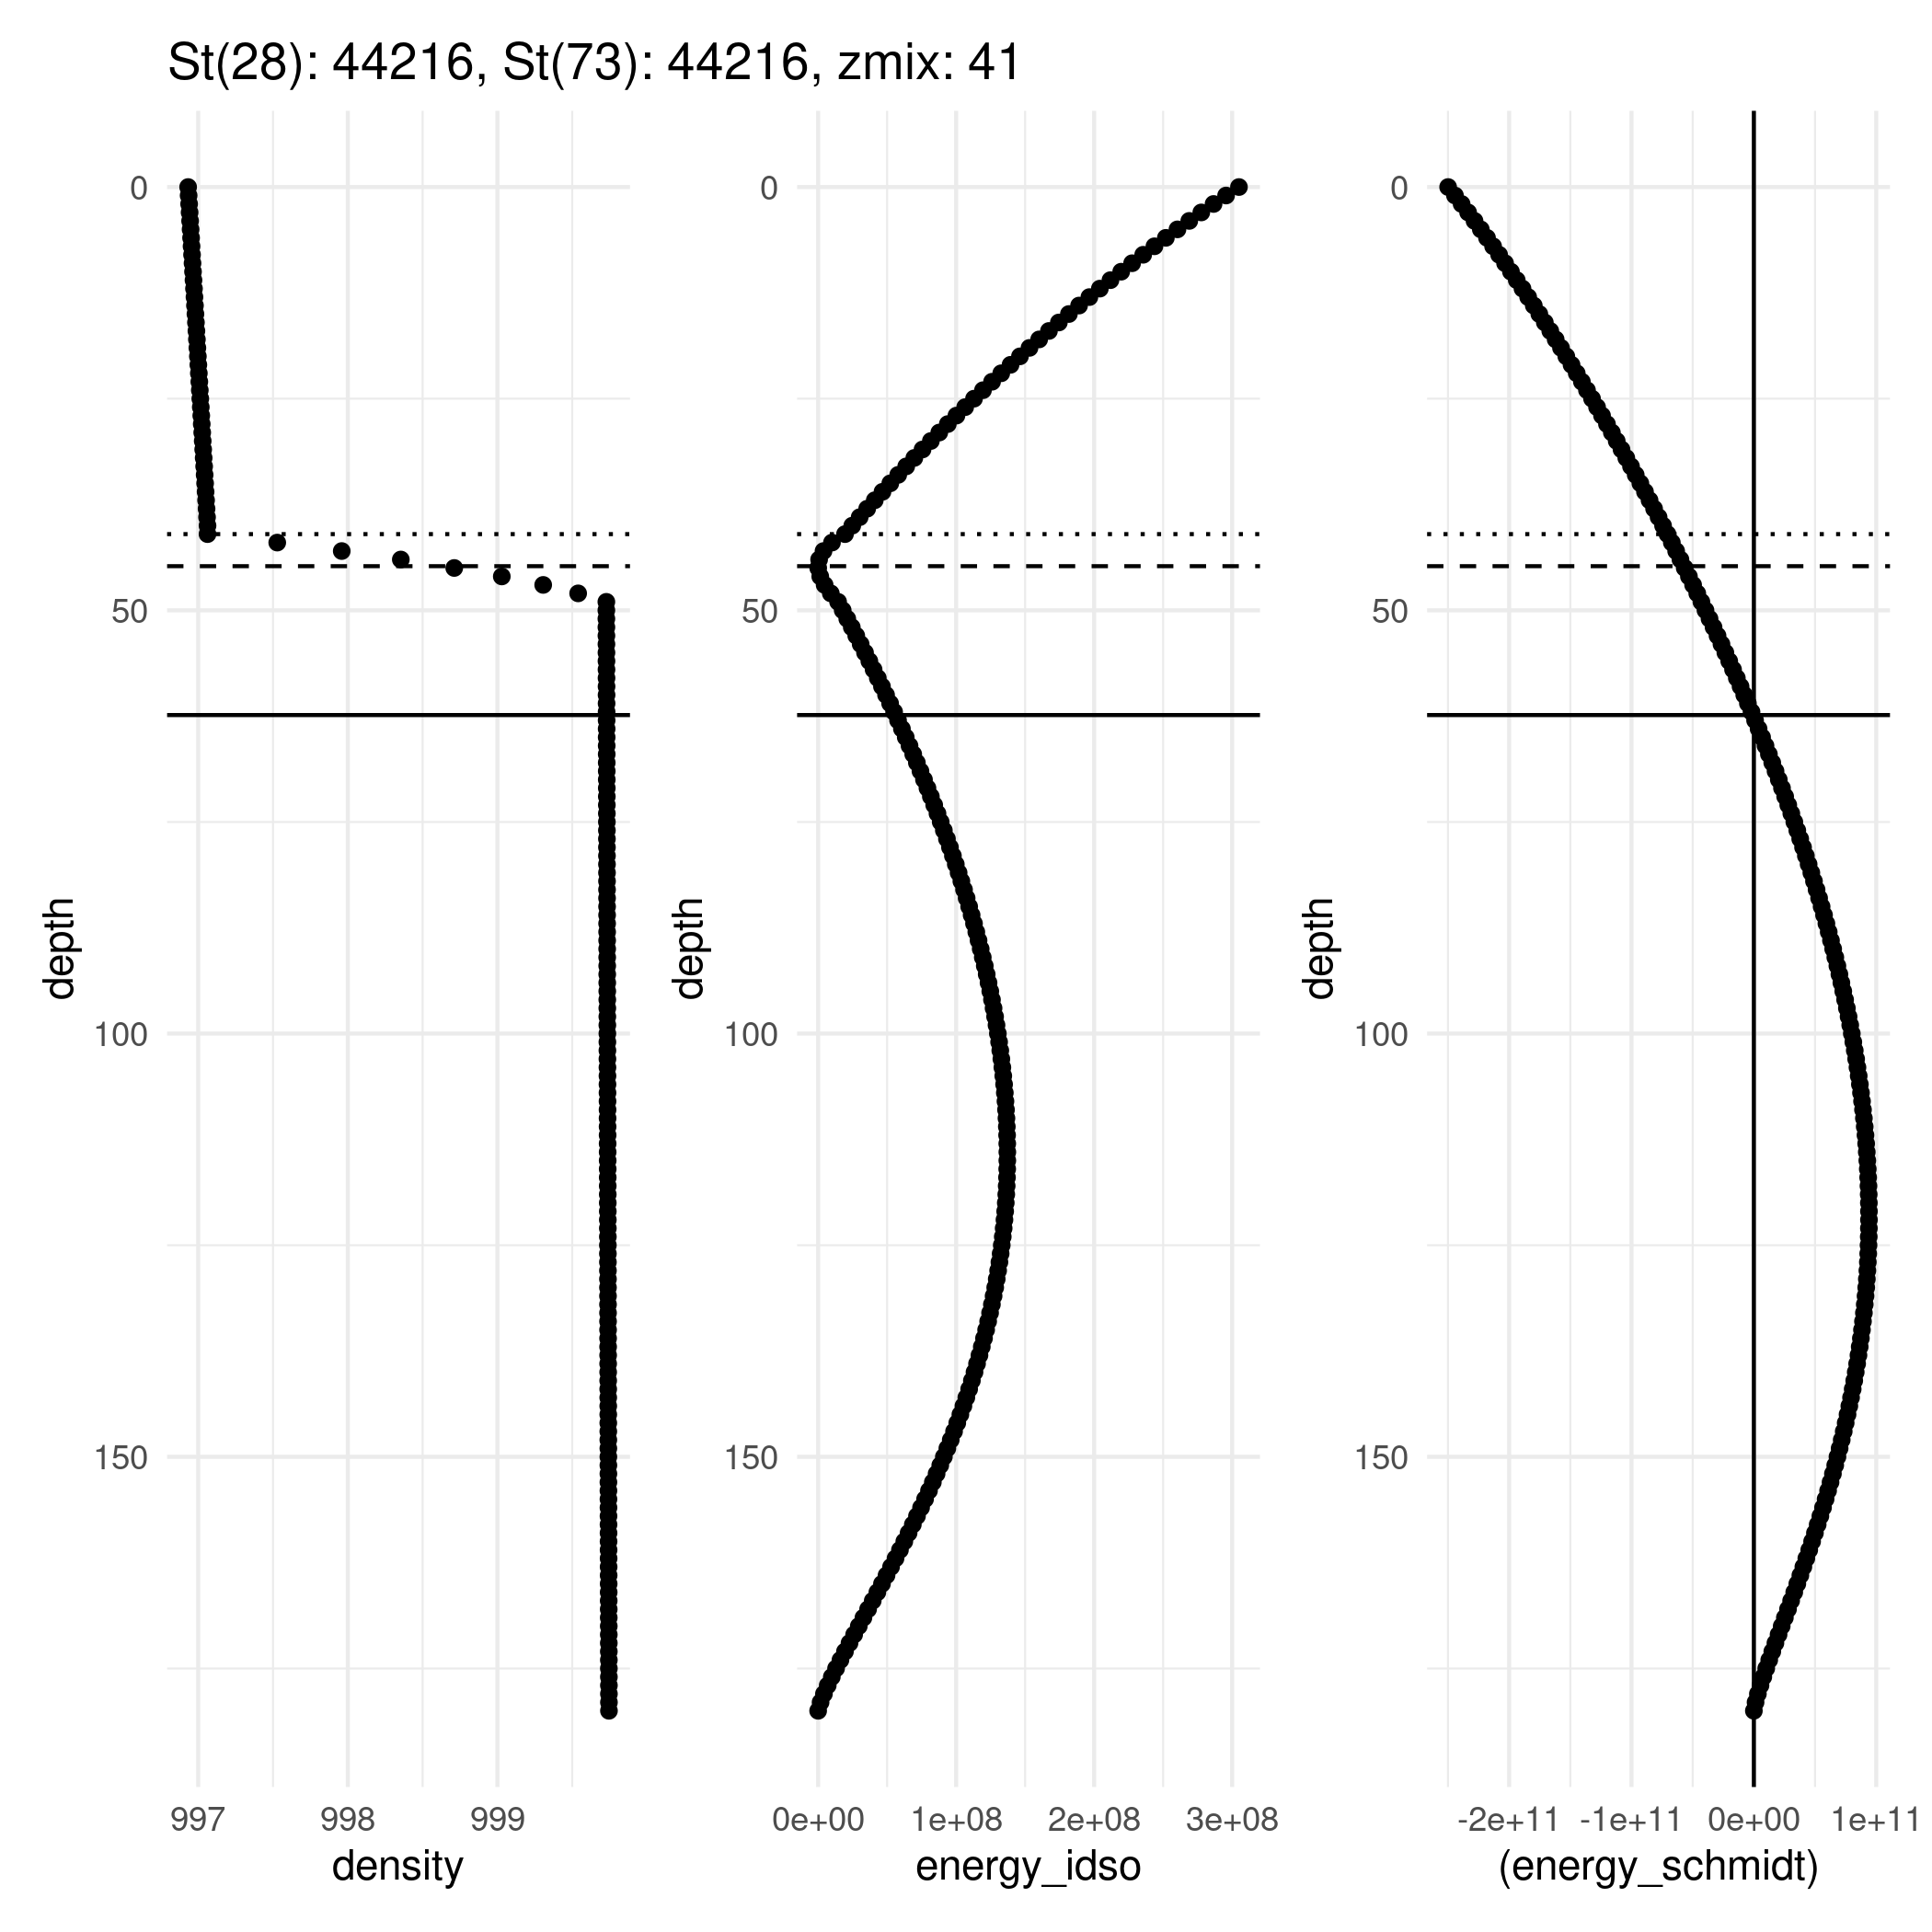 St(28): 44216, St(73): 44216, zmix: 41
0
50
100
150
depth
997 998 999
density
0
50
100
150
depth
0e+00 1e+08 2e+08 3e+08
energy_idso
0
50
100
150
depth
-2e+11 -1e+11 0e+00 1e+11
(energy_schmidt)